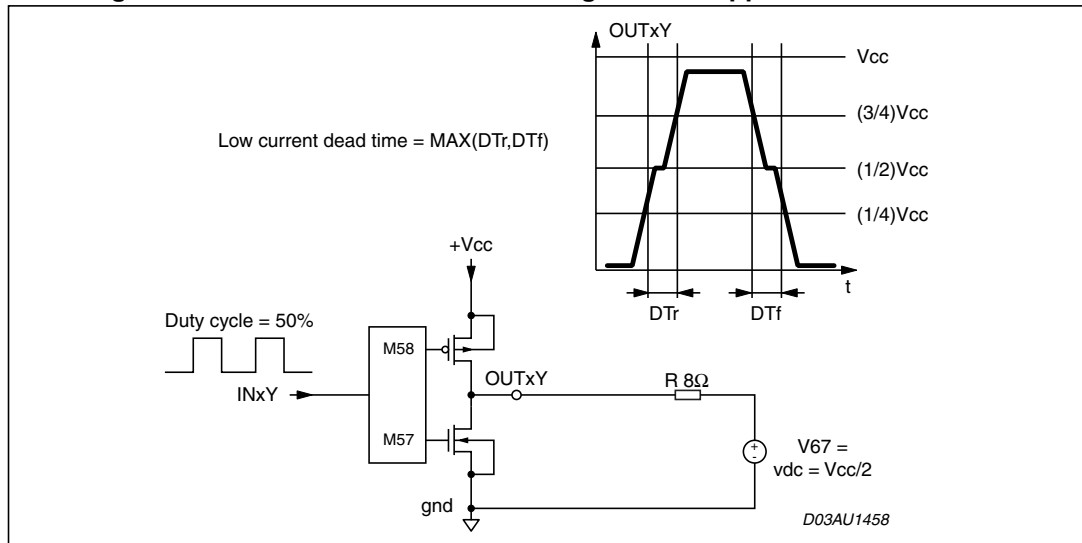 OUTxY
Vcc
(3/4)Vcc
Low current dead time = MAX(DTr,DTf)
(1/2)Vcc
(1/4)Vcc
+Vcc
t
DTr
DTf
Duty cycle = 50%
M58
OUTxY
R 8Ω
INxY
M57
+
-
V67 =
vdc = Vcc/2
gnd
D03AU1458